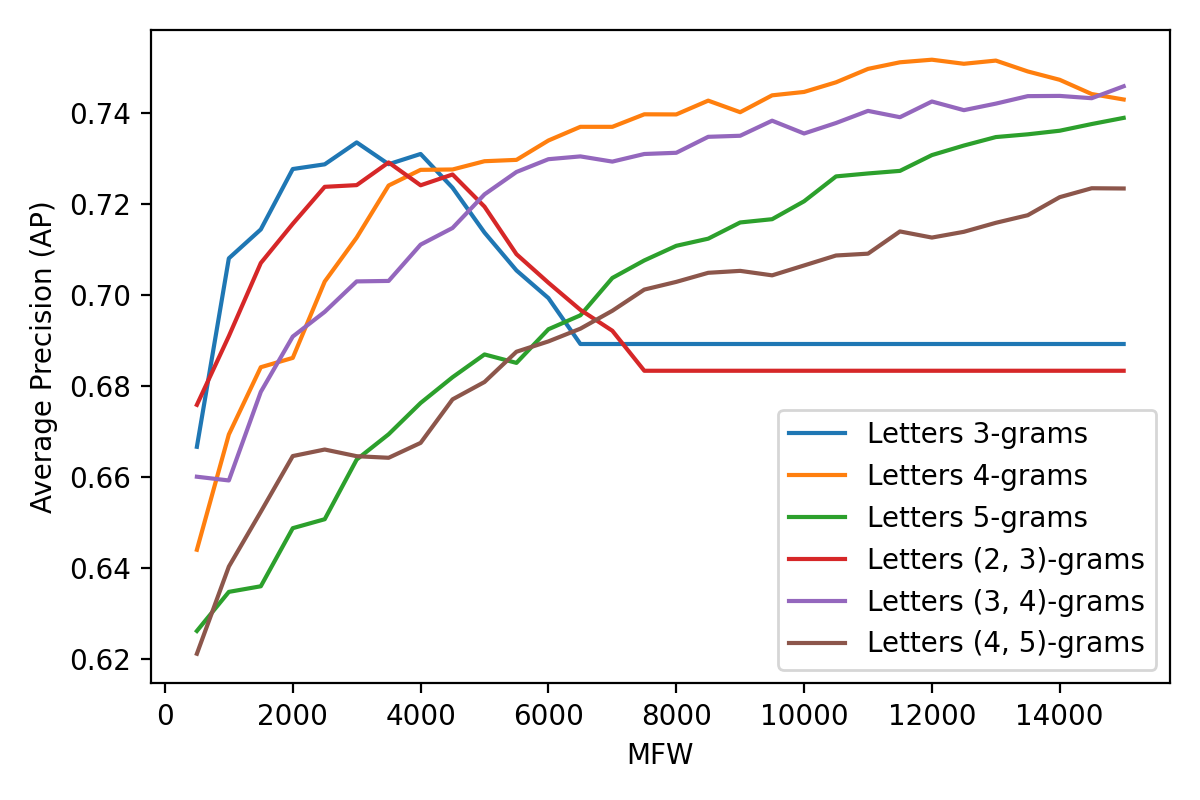 Average Precision (AP)
0.74
0.72
0.70
0.68
0.66
0.64
0.62
Letters 3-grams
Letters 4-grams
Letters 5-grams
Letters (2, 3)-grams
Letters (3, 4)-grams
Letters (4, 5)-grams
0 2000 4000 6000 8000 10000 12000 14000
MFW